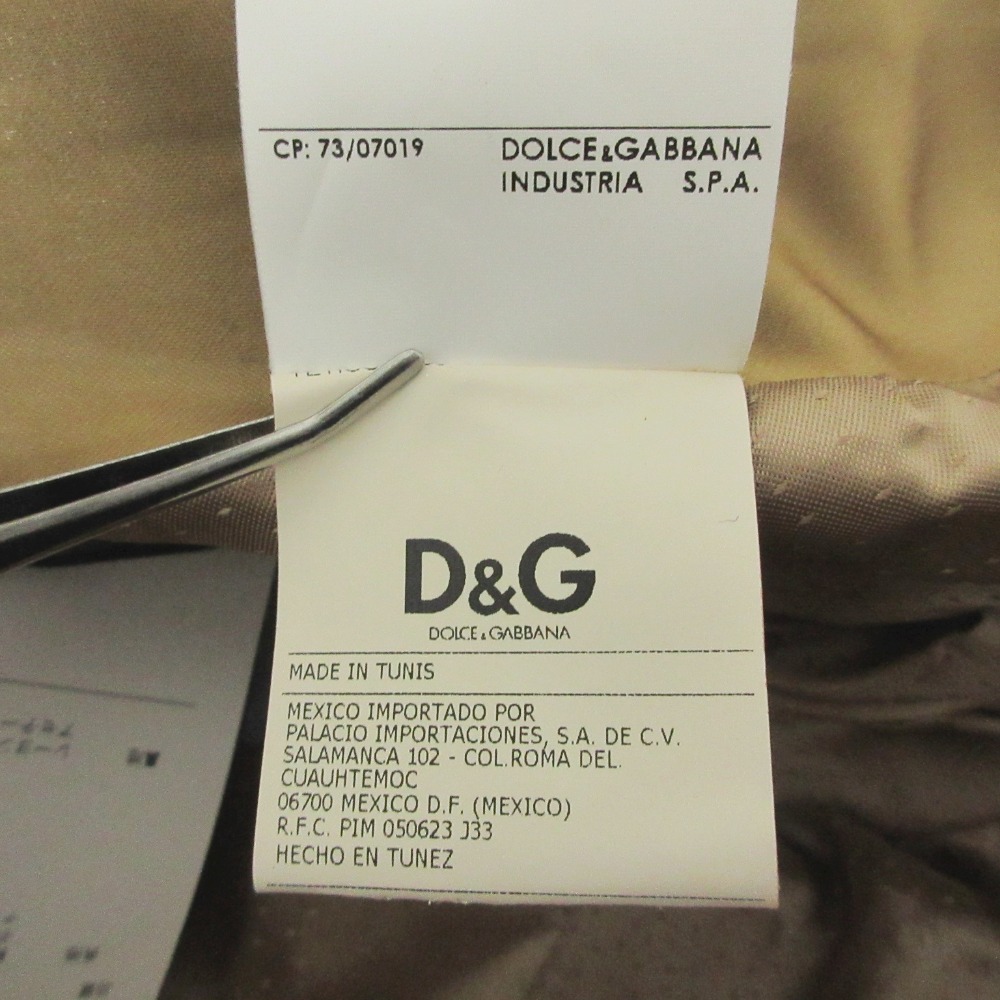 CP: 73/07019
DOLCE&GABBANA
INDUSTRIA S.P.A.
D&G
DOLCE & GABBANA
MADE IN TUNIS
MEXICO IMPORTADO POR
PALACIO IMPORTACIONES, S.A. DE C.V.
SALAMANCA 102 - COL.ROMA DEL.
CUAUHTEMOC
06700 MEXICO D.F. (MEXICO)
R.F.C. PIM 050623 J33
HECHO EN TUNEZ